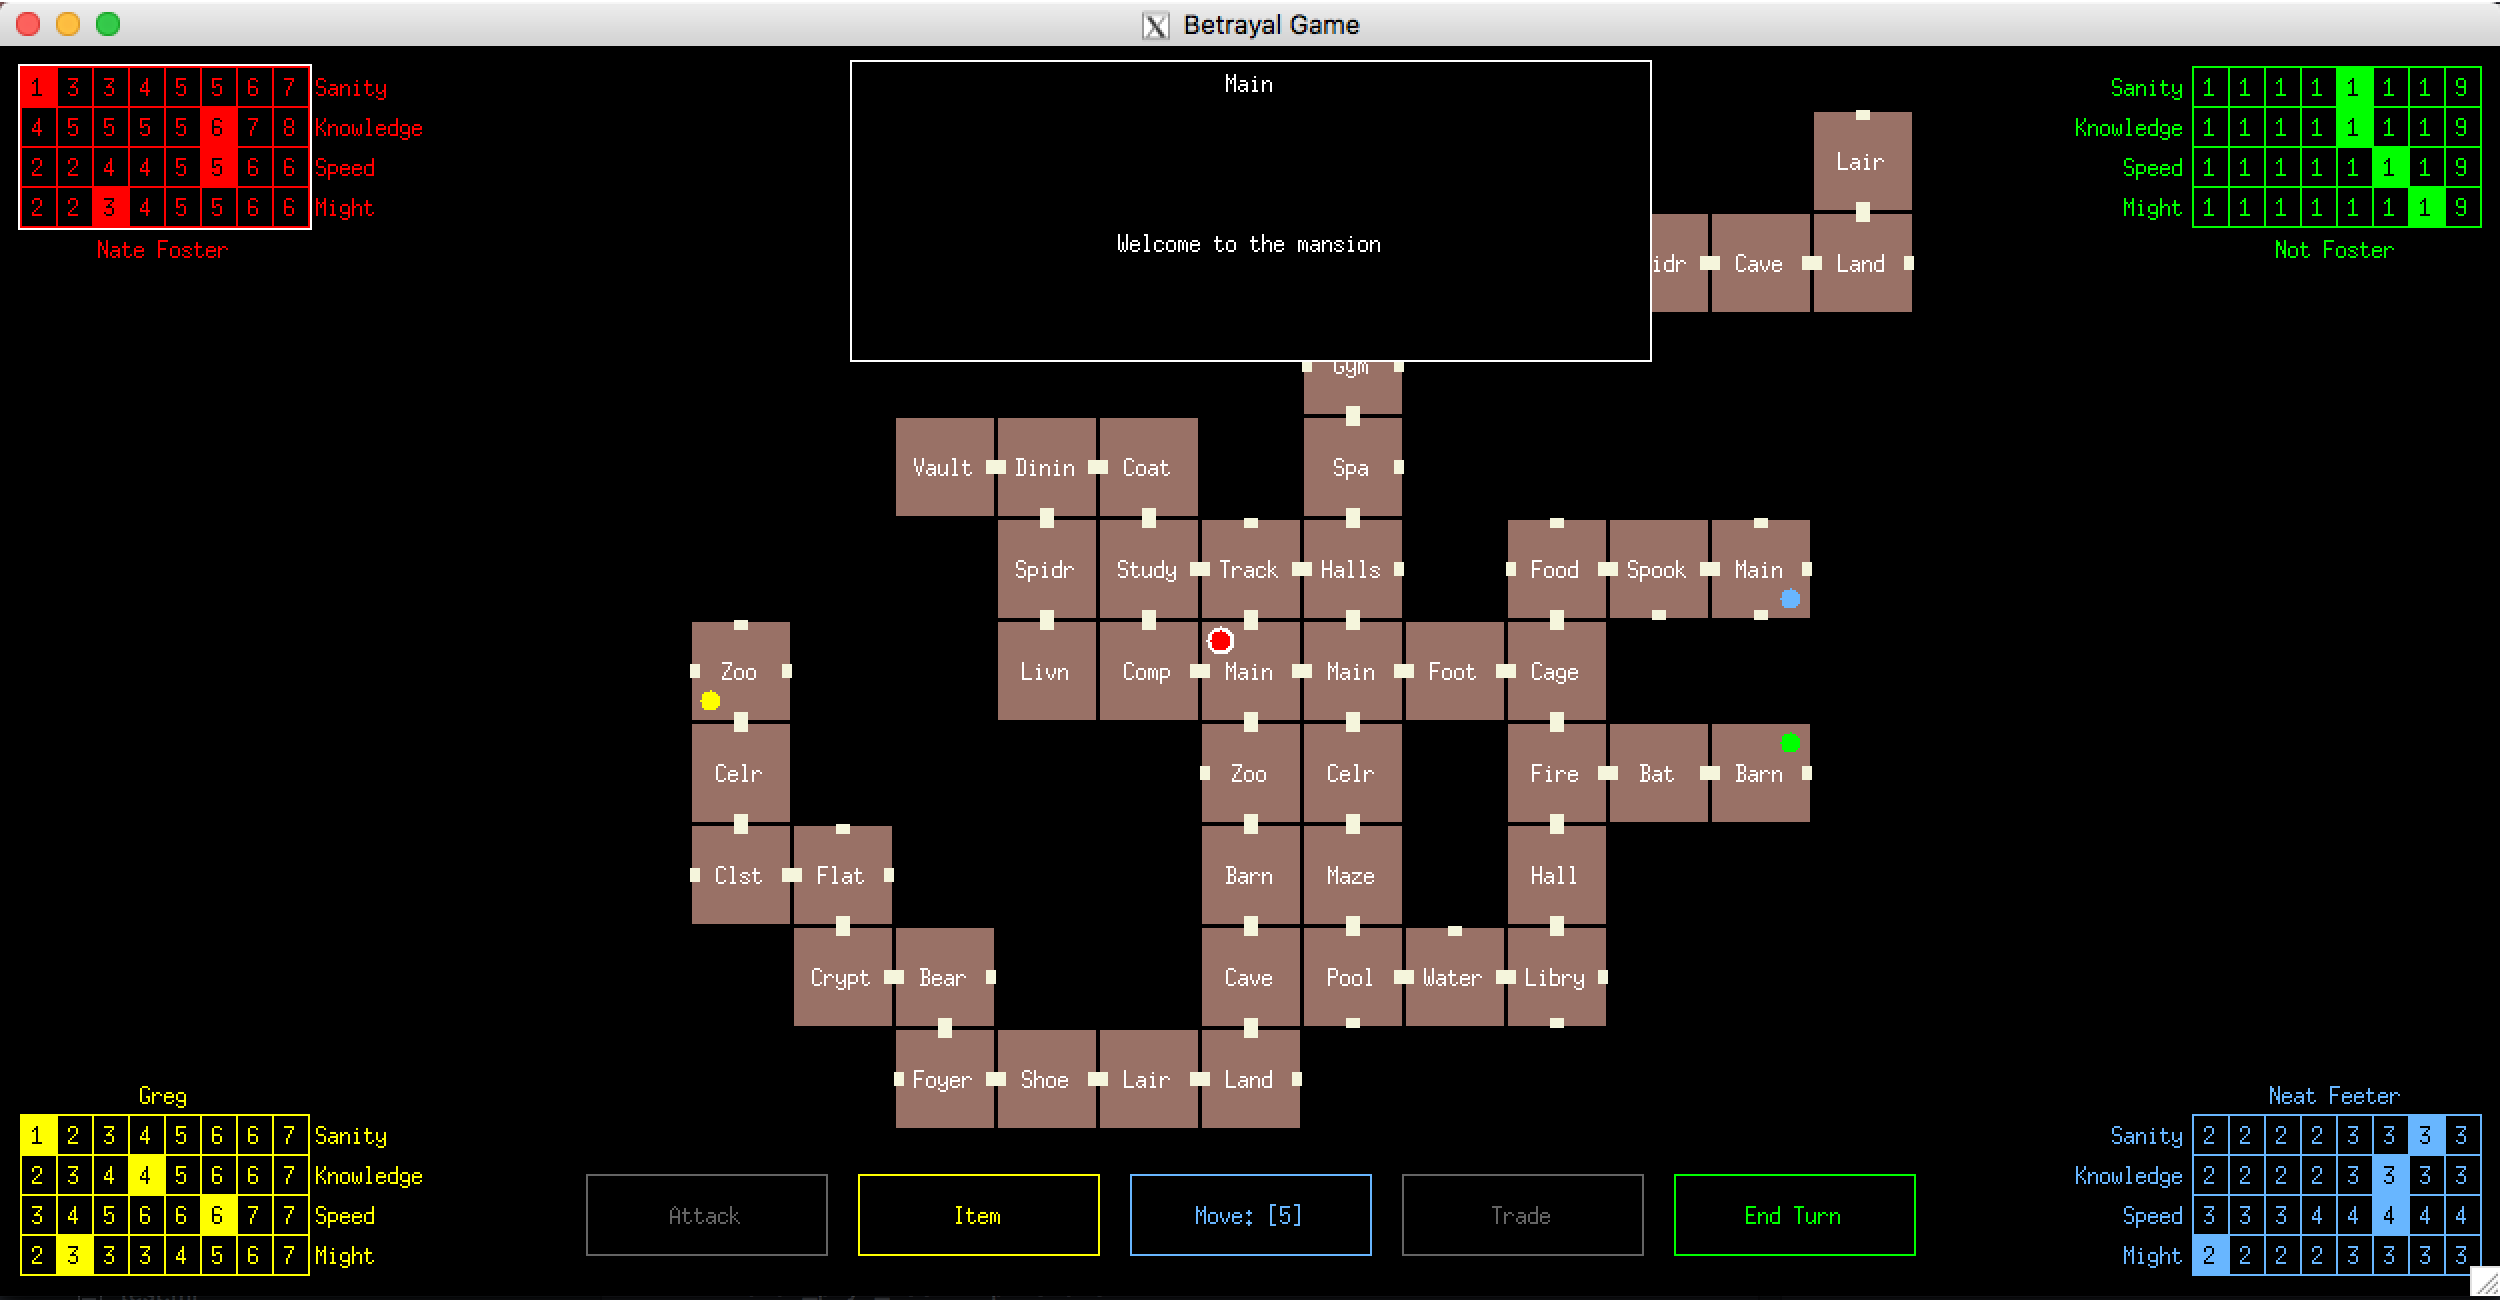 Betrayal Game
1 3 3 4 5 5 6 7 Sanity
4 5 5 5 5 6 7 8 Knowledge
2 2 4 4 5 5 6 6 Speed
2 2 3 4 5 5 6 6 Might
Nate Foster
Main
Welcome to the mansion
Sanity 1 1 1 1 1 1 1 9
Knowledge 1 1 1 1 1 1 1 9
Speed 1 1 1 1 1 1 1 9
Might 1 1 1 1 1 1 1 9
Not Foster
Lair
idr Cave Land
Gym
Vault Dinin Coat Spa
Spidr Study Track Halls Food Spook Main
Zoo Livn Comp Main Main Foot Cage
Celr Zoo Celr Fire Bat Barn
Clst Flat Barn Maze Hall
Crypt Bear Cave Pool Water Libry
Foyer Shoe Lair Land
Greg
1 2 3 4 5 6 6 7 Sanity
2 3 4 4 5 6 6 7 Knowledge
3 4 5 6 6 6 7 7 Speed
2 3 3 3 4 5 6 7 Might
Attack Item Move: [5] Trade End Turn
Neat Feeter
Sanity 2 2 2 2 3 3 3 3
Knowledge 2 2 2 2 3 3 3 3
Speed 3 3 3 4 4 4 4 4
Might 2 2 2 2 3 3 3 3